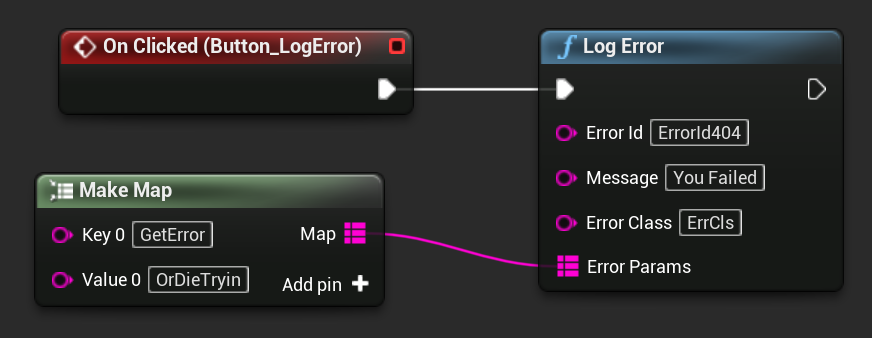 On Clicked (Button_LogError)
Log Error
Error Id ErrorId404
Message You Failed
Error Class ErrCls
Error Params
Make Map
Key 0 GetError
Map
Value 0 OrDieTryin
Add pin